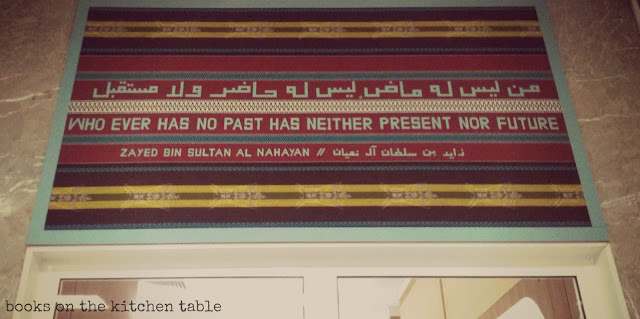 من ليس له ماضٍ ليس له حاضر ولا مستقبل
WHO EVER HAS NO PAST HAS NEITHER PRESENT NOR FUTURE
ZAYED BIN SULTAN AL NAHAYAN // زايد بن سلطان آل نهيان
books on the kitchen table